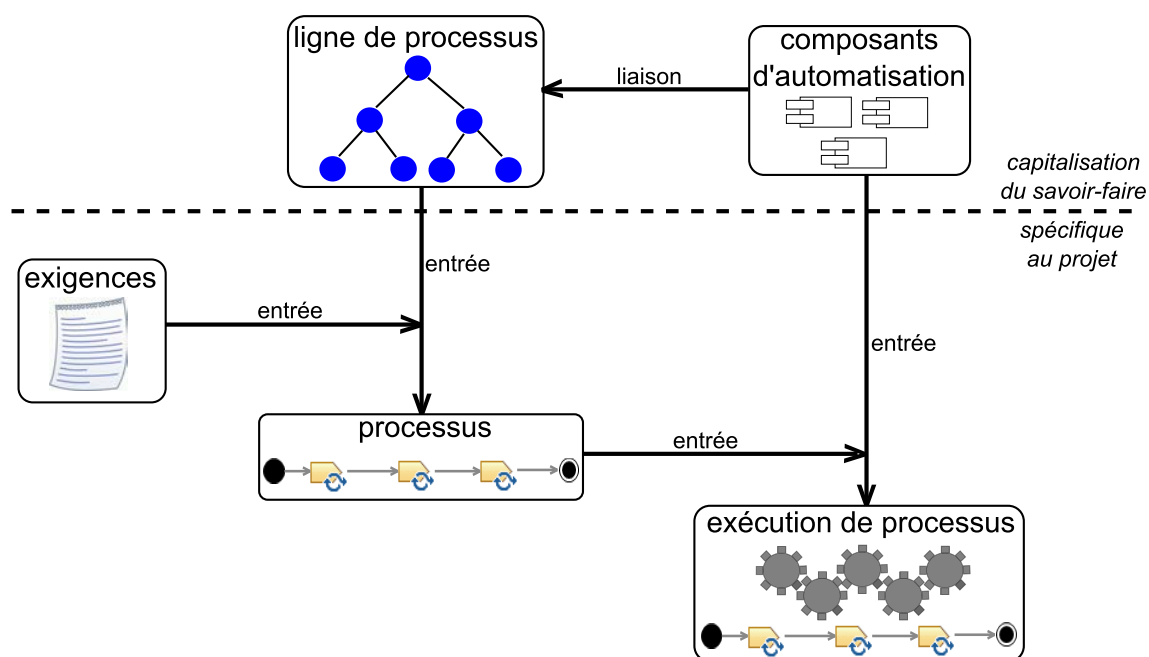 ligne de processus
composants
d'automatisation
liaison
capitalisation
du savoir-faire
spécifique
au projet
exigences
entrée
entrée
entrée
processus
entrée
exécution de processus